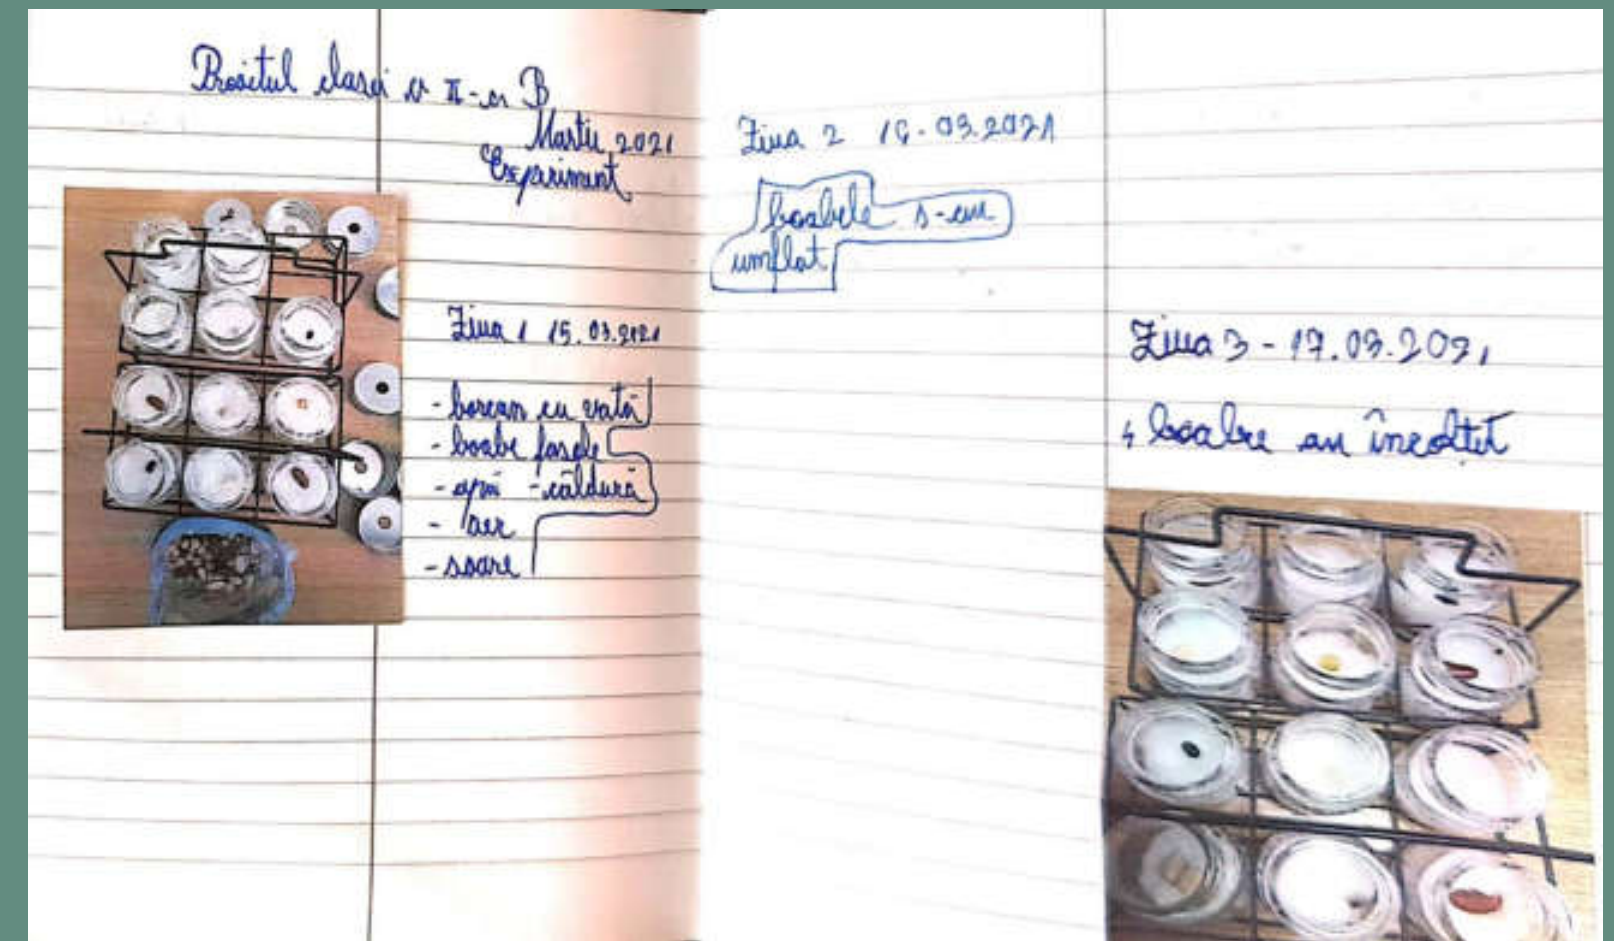 Proiectul clasei a II-a B
Martie 2021
Experiment
Ziua 1 15.03.2021
- borcan cu vată
- boabe fasole
- apă - căldură
- aer
- soare
Ziua 2 16.03.2021
boabele s-au
umflat
Ziua 3 - 17.03.2021
4 boabe au încolțit